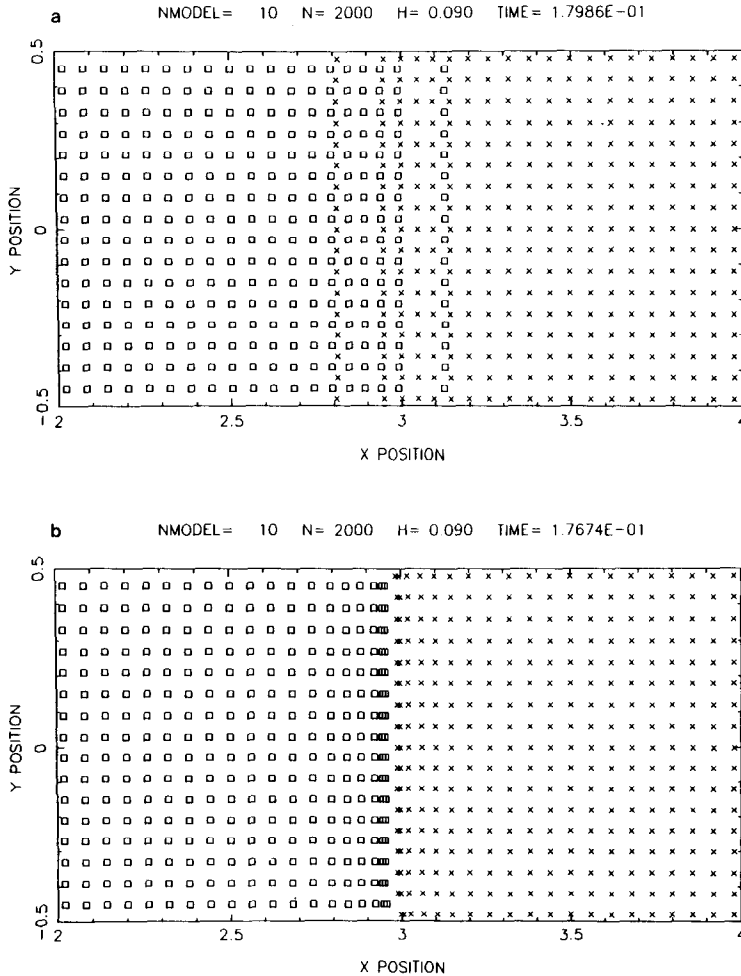 a
NMODEL= 10 N= 2000 H= 0.090 TIME= 1.7986E-01
0.5
0
-0.5
Y POSITION
2 2.5 3 3.5 4
X POSITION
b
NMODEL= 10 N= 2000 H= 0.090 TIME= 1.7674E-01
0.5
0
-0.5
Y POSITION
2 2.5 3 3.5 4
X POSITION